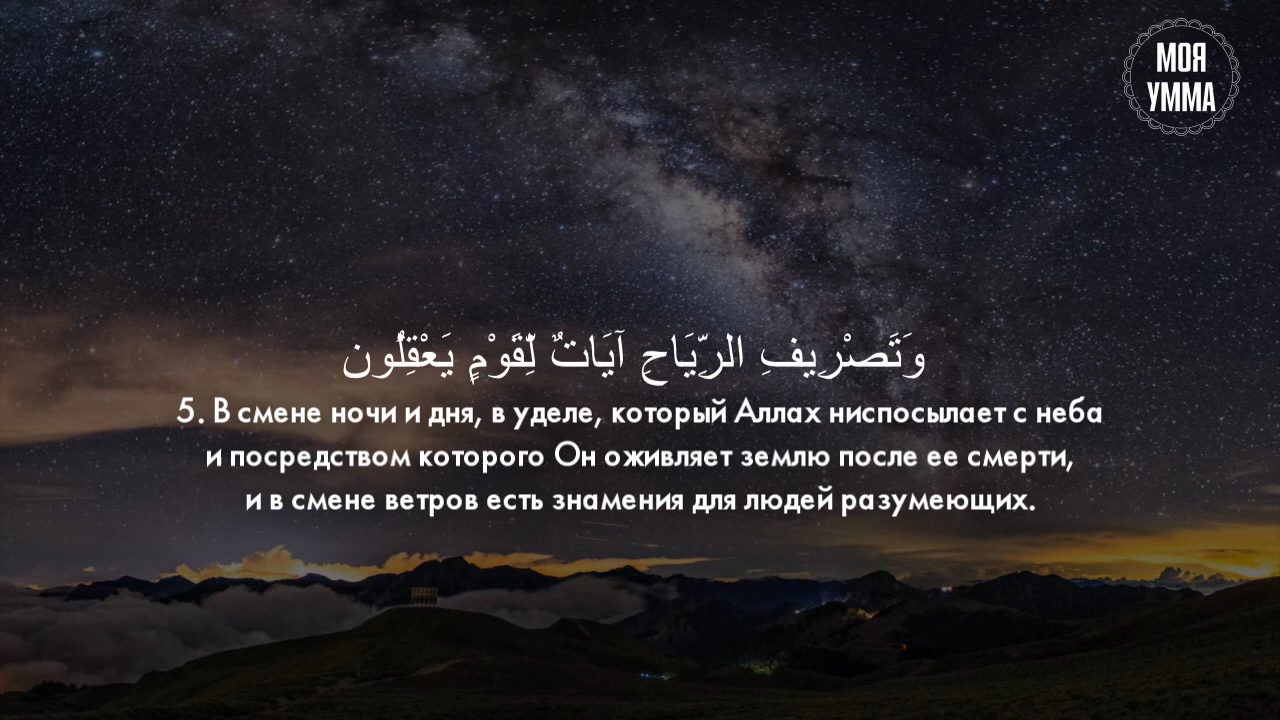 МОЯ
УММА
وَتَصْرِيفِ الرِّيَاحِ آيَاتٌ لِّقَوْمٍ يَعْقِلُون
5. В смене ночи и дня, в уделе, который Аллах ниспосылает с неба
и посредством которого Он оживляет землю после ее смерти,
и в смене ветров есть знамения для людей разумеющих.